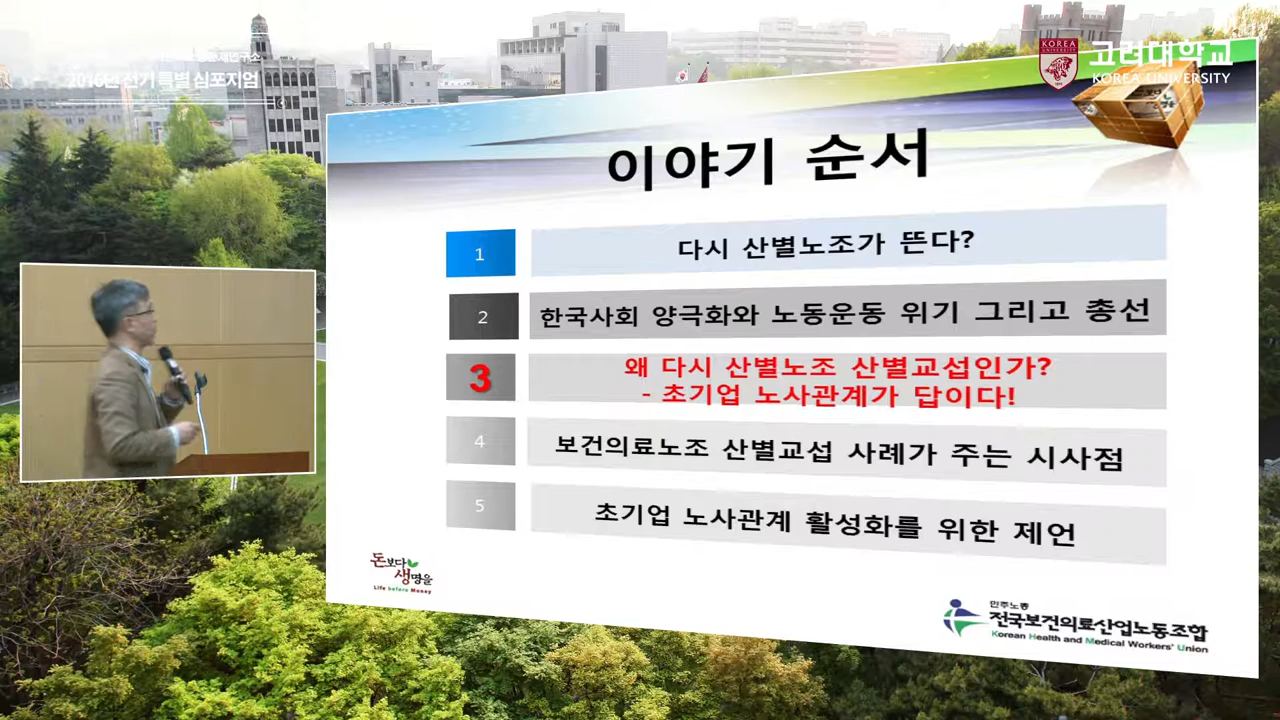 2016년 전기 특별 심포지엄
KOREA
UNIVERSITY
1905
고려대학교
KOREA UNIVERSITY
이야기 순서
1
다시 산별노조가 뜬다?
2
한국사회 양극화와 노동운동 위기 그리고 총선
3
왜 다시 산별노조 산별교섭인가?
- 초기업 노사관계가 답이다!
4
보건의료노조 산별교섭 사례가 주는 시사점
5
초기업 노사관계 활성화를 위한 제언
돈보다
생명을
Life before Money
민주노총
전국보건의료산업노동조합
Korean Health and Medical Workers' Union